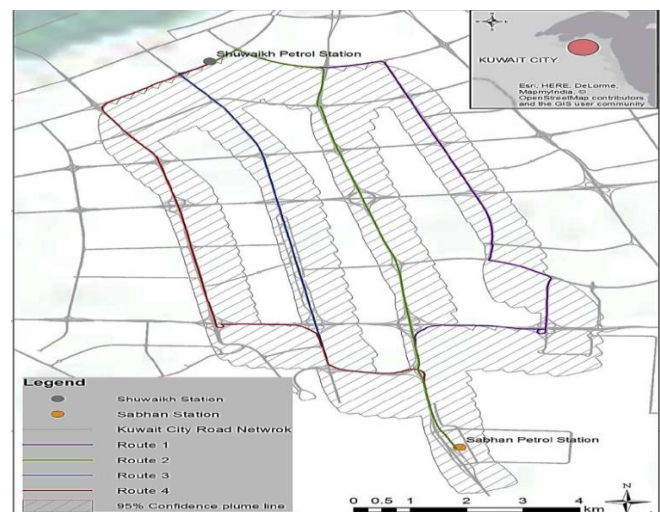 Shuwaikh Petrol Station
KUWAIT CITY
Esri, HERE, DeLorme,
MapmyIndia, ©
OpenStreetMap contributors,
and the GIS user community
Legend
Shuwaikh Station
Sabhan Station
Kuwait City Road Netwrok
Route 1
Route 2
Route 3
Route 4
95% Confidence plume line
Sabhan Petrol Station
N
0 0.5 1 2 3 4
km